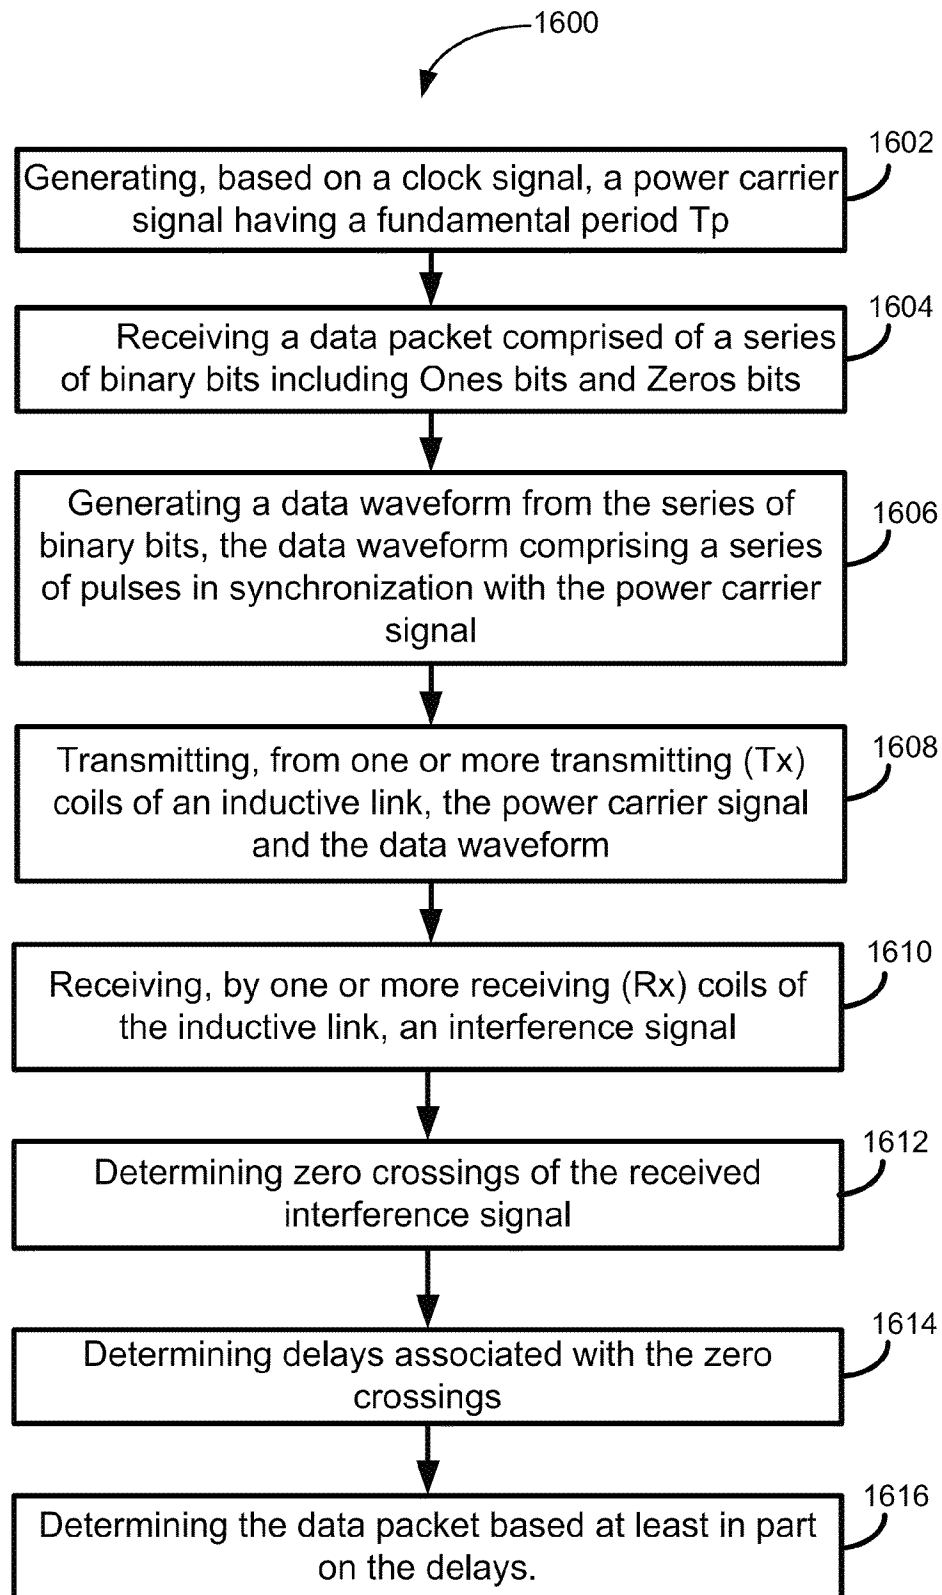 1600
1602
Generating, based on a clock signal, a power carrier
signal having a fundamental period Tp
1604
Receiving a data packet comprised of a series
of binary bits including Ones bits and Zeros bits
1606
Generating a data waveform from the series of
binary bits, the data waveform comprising a series
of pulses in synchronization with the power carrier
signal
1608
Transmitting, from one or more transmitting (Tx)
coils of an inductive link, the power carrier signal
and the data waveform
1610
Receiving, by one or more receiving (Rx) coils of
the inductive link, an interference signal
1612
Determining zero crossings of the received
interference signal
1614
Determining delays associated with the zero
crossings
1616
Determining the data packet based at least in part
on the delays.